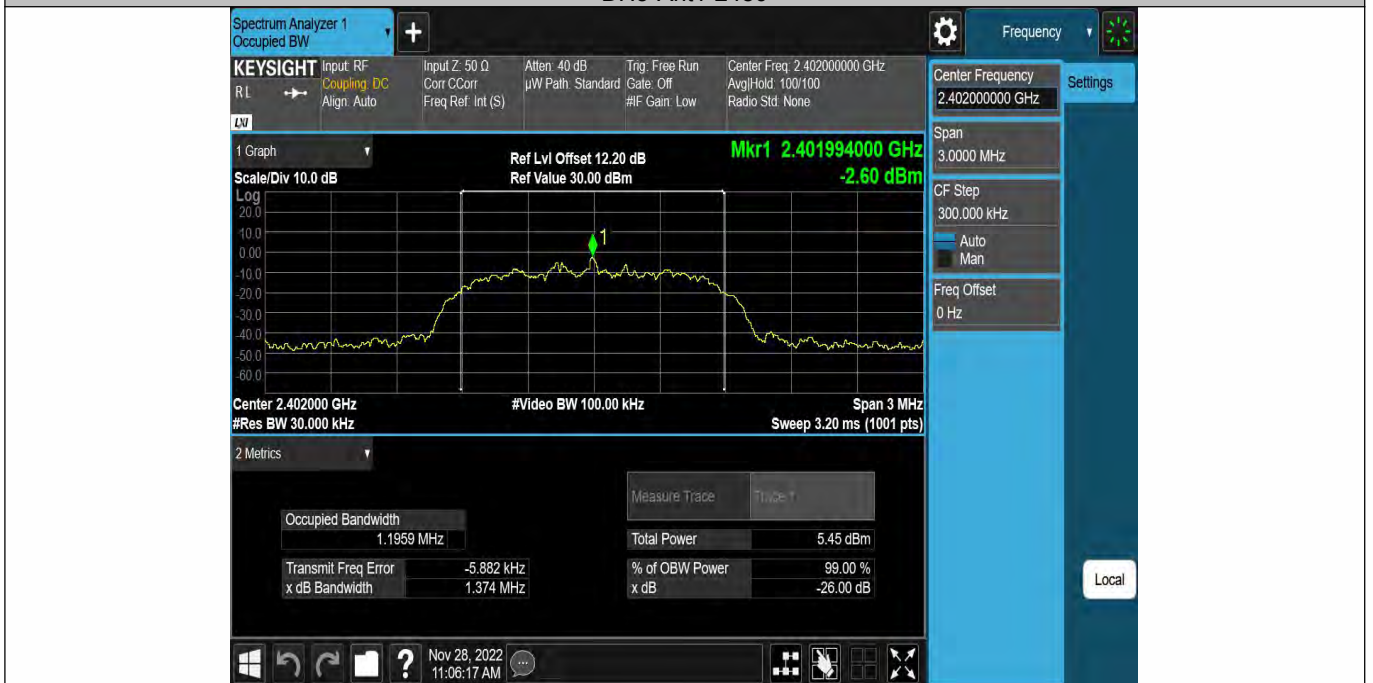 Spectrum Analyzer 1
Occupied BW
Frequency
KEYSIGHT
RL
LXI
Input: RF
Coupling: DC
Align: Auto
Input Z: 50 Ω
Corr CCorr
Freq Ref: Int (S)
Atten: 40 dB
µW Path: Standard
Trig: Free Run
Gate: Off
#IF Gain: Low
Center Freq: 2.402000000 GHz
Avg|Hold: 100/100
Radio Std: None
Center Frequency
2.402000000 GHz
Settings
Span
3.0000 MHz
CF Step
300.000 kHz
Auto
Man
Freq Offset
0 Hz
Local
1 Graph
Scale/Div 10.0 dB
Ref Lvl Offset 12.20 dB
Ref Value 30.00 dBm
Mkr1 2.401994000 GHz
-2.60 dBm
Log
20.0
10.0
0.00
-10.0
-20.0
-30.0
-40.0
-50.0
-60.0
1
Center 2.402000 GHz
#Res BW 30.000 kHz
#Video BW 100.00 kHz
Span 3 MHz
Sweep 3.20 ms (1001 pts)
2 Metrics
Measure Trace
Trace 1
Occupied Bandwidth
1.1959 MHz
Total Power
5.45 dBm
Transmit Freq Error
-5.882 kHz
% of OBW Power
99.00 %
x dB Bandwidth
1.374 MHz
x dB
-26.00 dB
Nov 28, 2022
11:06:17 AM